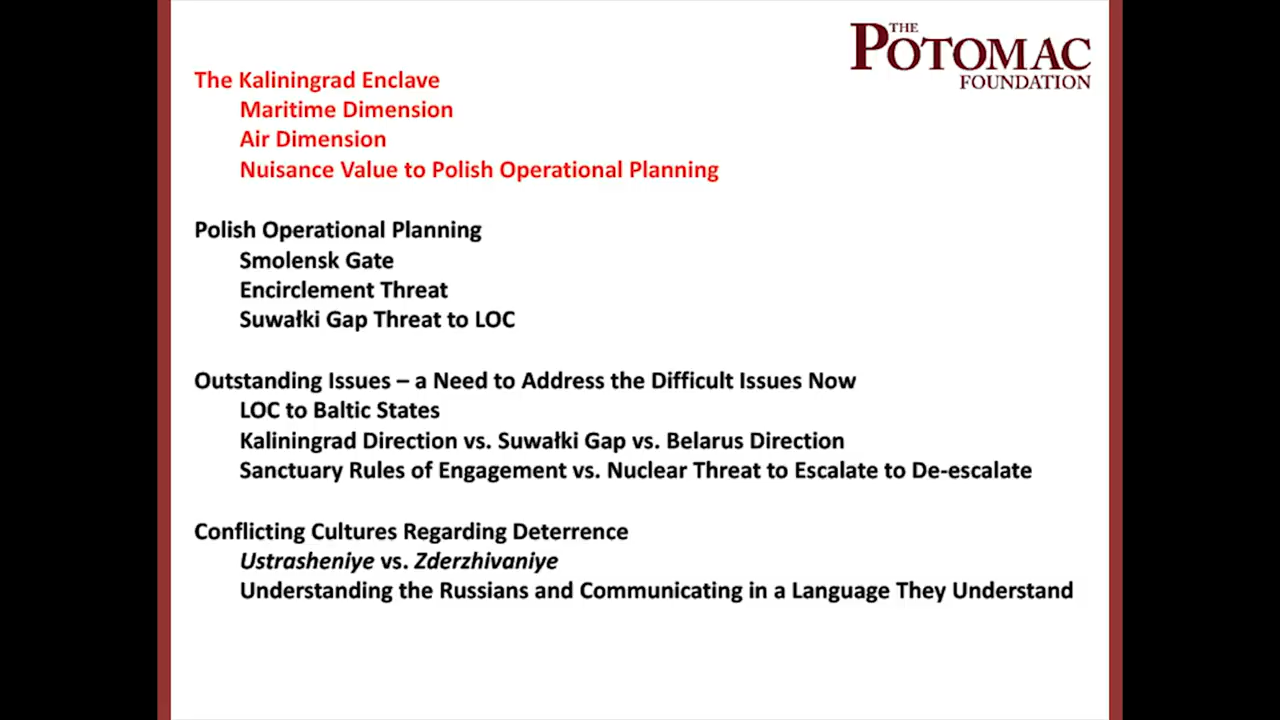 THE
POTOMAC
FOUNDATION
The Kaliningrad Enclave
Maritime Dimension
Air Dimension
Nuisance Value to Polish Operational Planning
Polish Operational Planning
Smolensk Gate
Encirclement Threat
Suwałki Gap Threat to LOC
Outstanding Issues – a Need to Address the Difficult Issues Now
LOC to Baltic States
Kaliningrad Direction vs. Suwałki Gap vs. Belarus Direction
Sanctuary Rules of Engagement vs. Nuclear Threat to Escalate to De-escalate
Conflicting Cultures Regarding Deterrence
Ustrasheniye vs. Zderzhivaniye
Understanding the Russians and Communicating in a Language They Understand